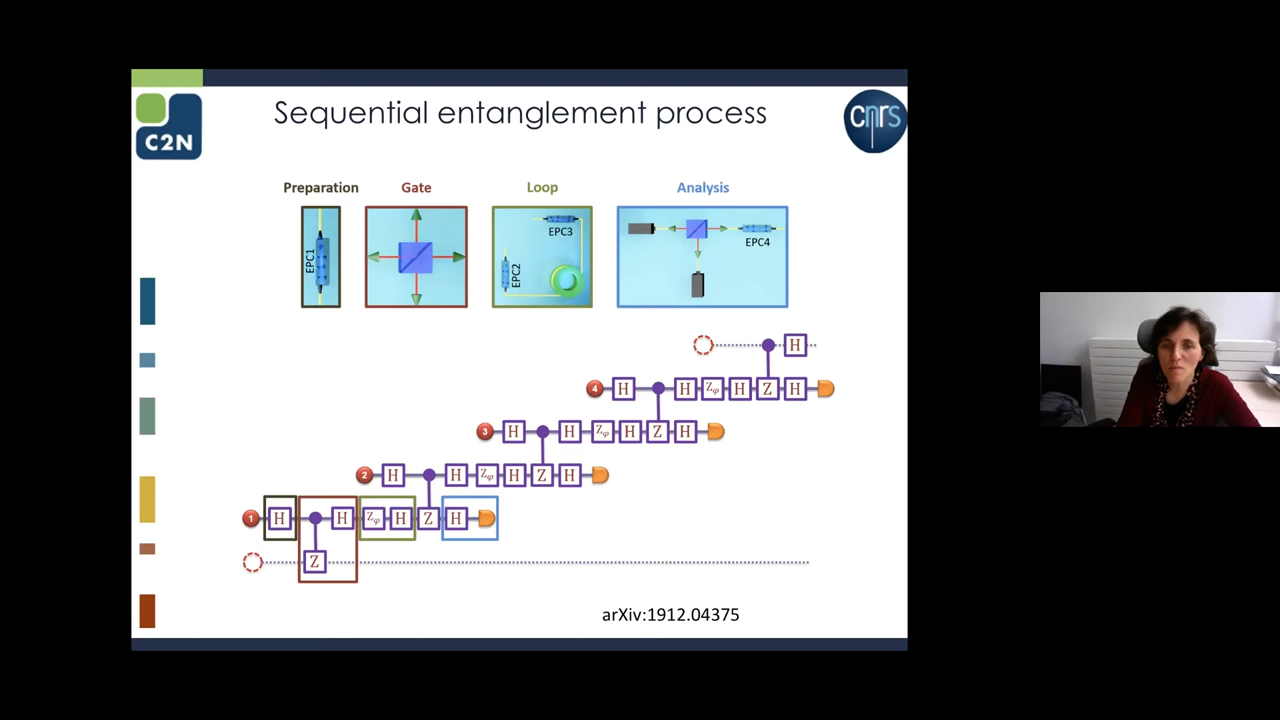 Sequential entanglement process
C2N
cnrs
Preparation
Gate
Loop
Analysis
EPC1
EPC2
EPC3
EPC4
H
4 H H Zφ H Z H
3 H H Zφ H Z H
2 H H Zφ H Z H
1 H H Zφ H Z H
Z
arXiv:1912.04375